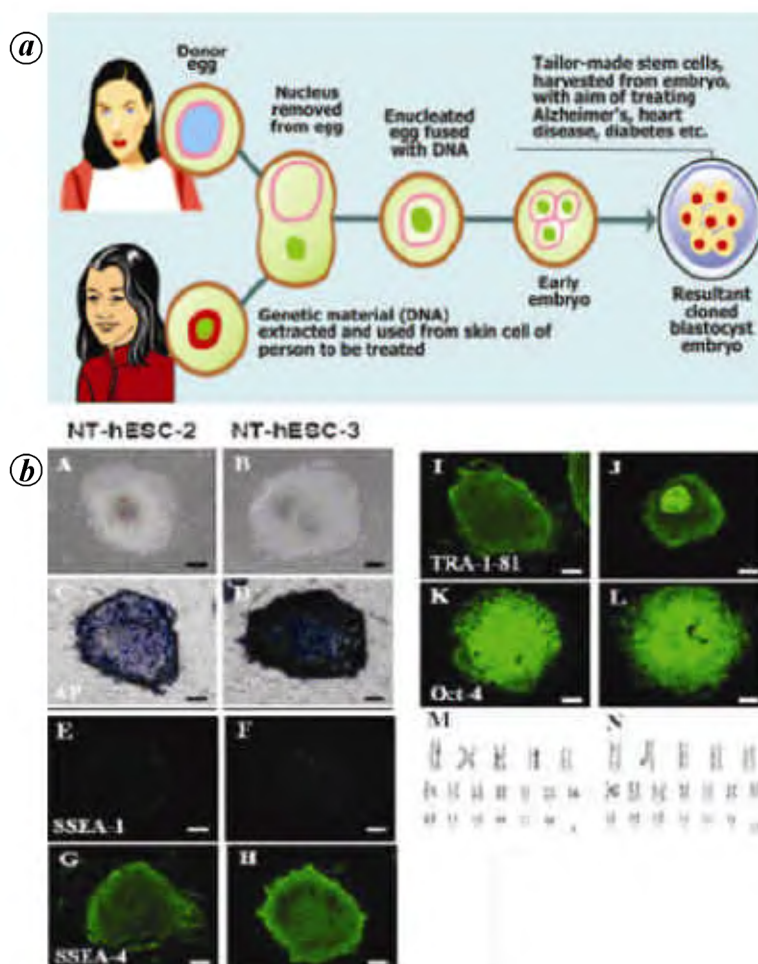 a
Donor
egg
Nucleus
removed
from egg
Enucleated
egg fused
with DNA
Tailor-made stem cells,
harvested from embryo,
with aim of treating
Alzheimer's, heart
disease, diabetes etc.
Early
embryo
Resultant
cloned
blastocyst
embryo
Genetic material (DNA)
extracted and used from skin cell of
person to be treated
NT-hESC-2 NT-hESC-3
b
A B
C D
AP
E F
SSEA-1
G H
SSEA-4
I J
TRA-1-81
K L
Oct-4
M N